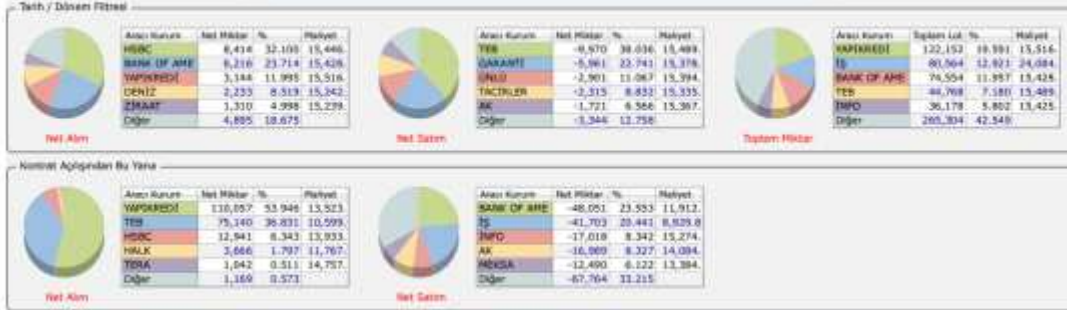 Tarih / Dönem Filtresi
Aracı Kurum Net Miktar % Maliyet
HSBC 8,414 32.100 15,446.
BANK OF AME 6,216 23.714 15,428.
YAPIKREDİ 3,144 11.995 15,516.
DENİZ 2,233 8.519 15,242.
ZİRAAT 1,310 4.998 15,239.
Diğer 4,895 18.675
Net Alım
Aracı Kurum Net Miktar % Maliyet
TEB -9,970 38.036 15,489.
GARANTİ -5,961 22.741 15,378.
ÜNLÜ -2,901 11.067 15,394.
TACİRLER -2,315 8.832 15,335.
AK -1,721 6.566 15,367.
Diğer -3,344 12.758
Net Satım
Aracı Kurum Toplam Lot %  Maliyet
YAPIKREDİ 122,152 19.591 15,516.
İŞ 80,564 12.921 24,084.
BANK OF AME 74,554 11.957 15,428.
TEB 44,768 7.180 15,489.
İNFO 36,178 5.802 15,425.
Diğer 265,304 42.549
Toplam Miktar
Kontrat Açılışından Bu Yana
Aracı Kurum Net Miktar % Maliyet
YAPIKREDİ 110,057 53.946 13,523.
TEB 75,140 36.831 10,599.
HSBC 12,941 6.343 13,933.
HALK 3,666 1.797 11,767.
TERA 1,042 0.511 14,757.
Diğer 1,169 0.573
Net Alım
Aracı Kurum Net Miktar % Maliyet
BANK OF AME -48,051 23.553 11,912.
İŞ -41,703 20.441 8,929.8
İNFO -17,018 8.342 15,274.
AK -16,989 8.327 14,084.
MEKSA -12,490 6.122 13,384.
Diğer -67,764 33.215
Net Satım